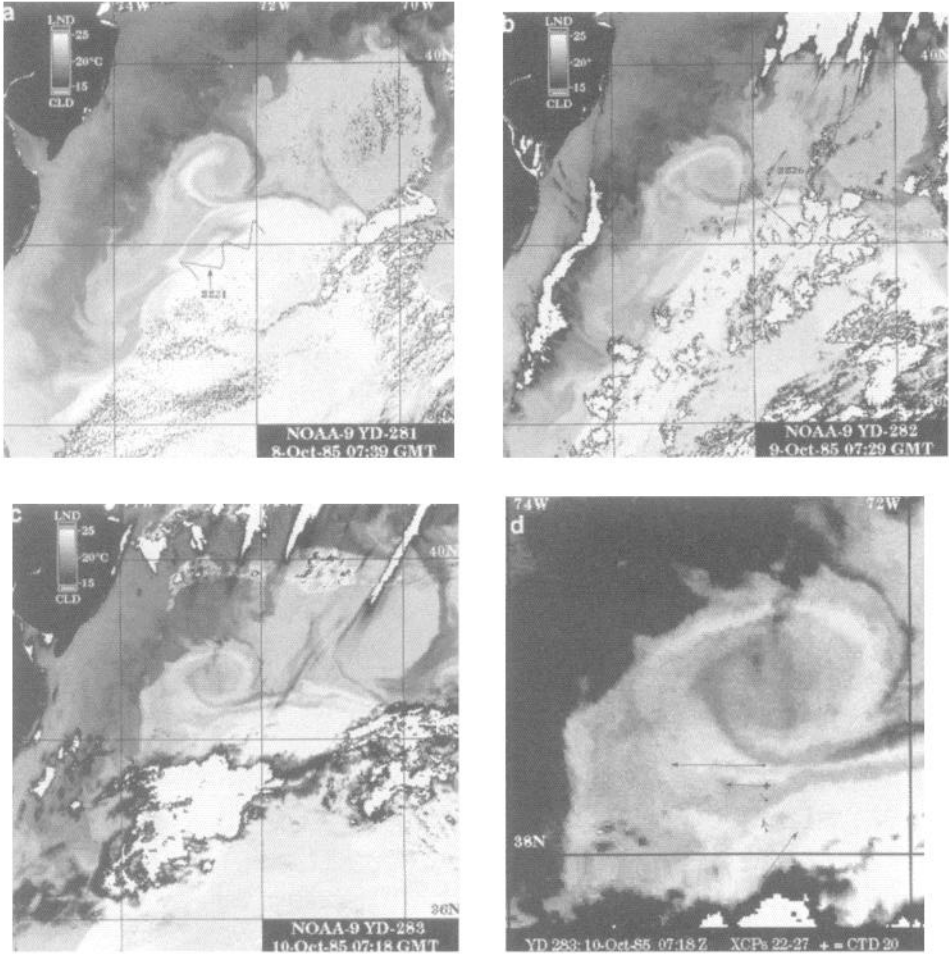 a
74W 72W 70W
LND
25
20°C
15
CLD
40N
38N
8281
NOAA-9 YD-281
8-Oct-85 07:39 GMT
b
LND
25
20°C
15
CLD
40N
38N
NOAA-9 YD-282
9-Oct-85 07:29 GMT
c
LND
25
20°C
15
CLD
40N
36N
NOAA-9 YD-283
10-Oct-85 07:18 GMT
d
74W 72W
38N
YD 283: 10-Oct-85 07:18 Z XCPs 22-27 + = CTD 20